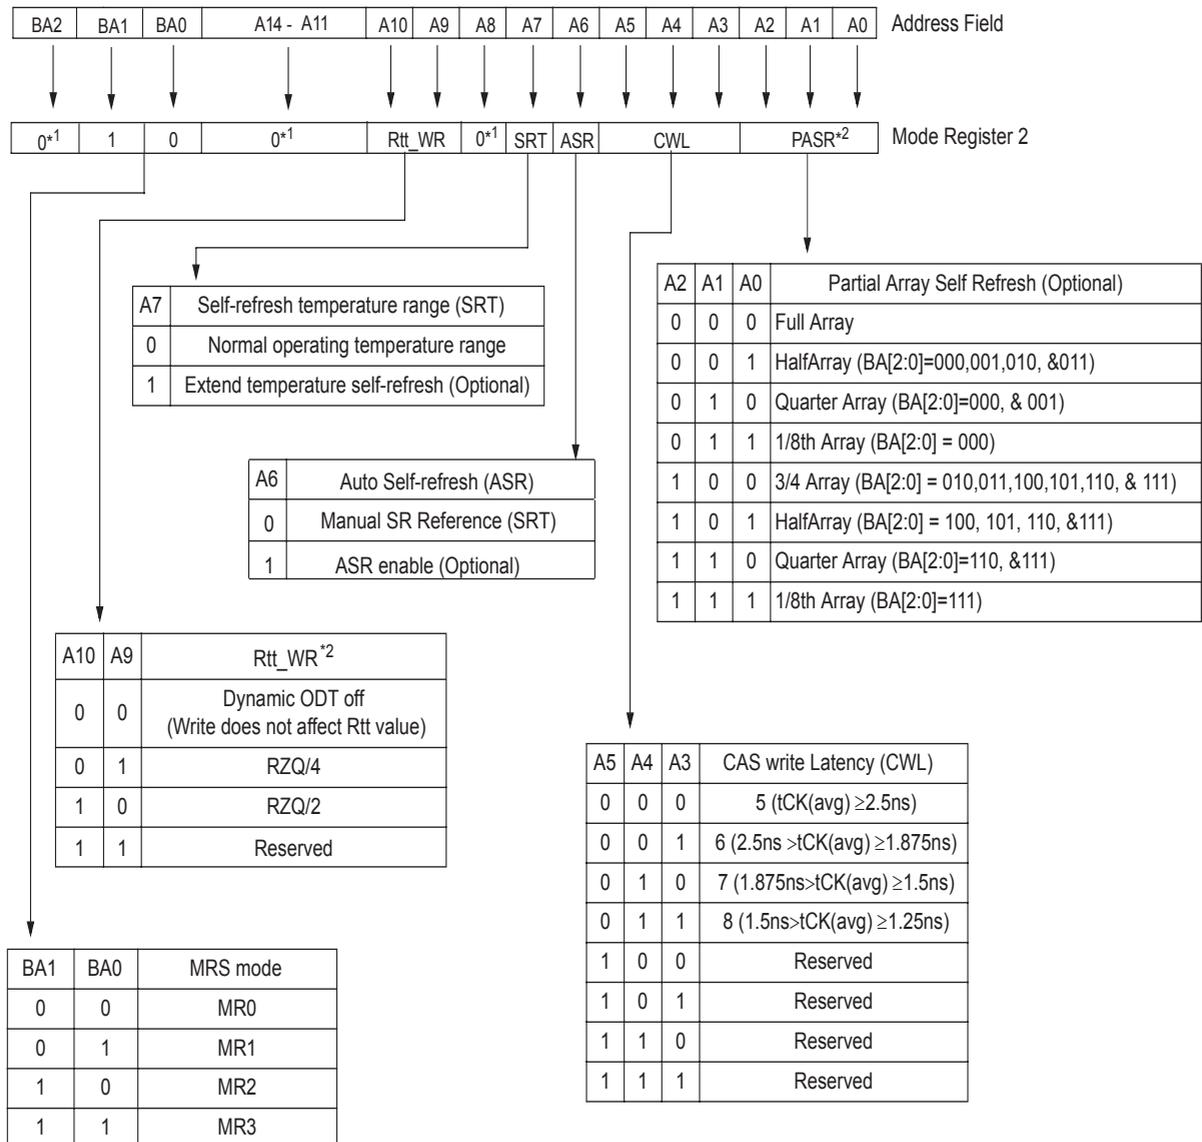 BA2 BA1 BA0 A14 - A11 A10 A9 A8 A7 A6 A5 A4 A3 A2 A1 A0 Address Field
0*1 1 0 0*1 Rtt_WR 0*1 SRT ASR CWL PASR*2 Mode Register 2
A7 Self-refresh temperature range (SRT)
0 Normal operating temperature range
1 Extend temperature self-refresh (Optional)
A2 A1 A0 Partial Array Self Refresh (Optional)
0 0 0 Full Array
0 0 1 HalfArray (BA[2:0]=000,001,010, &011)
0 1 0 Quarter Array (BA[2:0]=000, & 001)
0 1 1 1/8th Array (BA[2:0] = 000)
1 0 0 3/4 Array (BA[2:0] = 010,011,100,101,110, & 111)
1 0 1 HalfArray (BA[2:0] = 100, 101, 110, &111)
1 1 0 Quarter Array (BA[2:0]=110, &111)
1 1 1 1/8th Array (BA[2:0]=111)
A6 Auto Self-refresh (ASR)
0 Manual SR Reference (SRT)
1 ASR enable (Optional)
A10 A9 Rtt_WR*2
0 0 Dynamic ODT off
(Write does not affect Rtt value)
0 1 RZQ/4
1 0 RZQ/2
1 1 Reserved
A5 A4 A3 CAS write Latency (CWL)
0 0 0 5 (tCK(avg) ≥2.5ns)
0 0 1 6 (2.5ns >tCK(avg) ≥1.875ns)
0 1 0 7 (1.875ns>tCK(avg) ≥1.5ns)
0 1 1 8 (1.5ns>tCK(avg) ≥1.25ns)
1 0 0 Reserved
1 0 1 Reserved
1 1 0 Reserved
1 1 1 Reserved
BA1 BA0 MRS mode
0 0 MR0
0 1 MR1
1 0 MR2
1 1 MR3